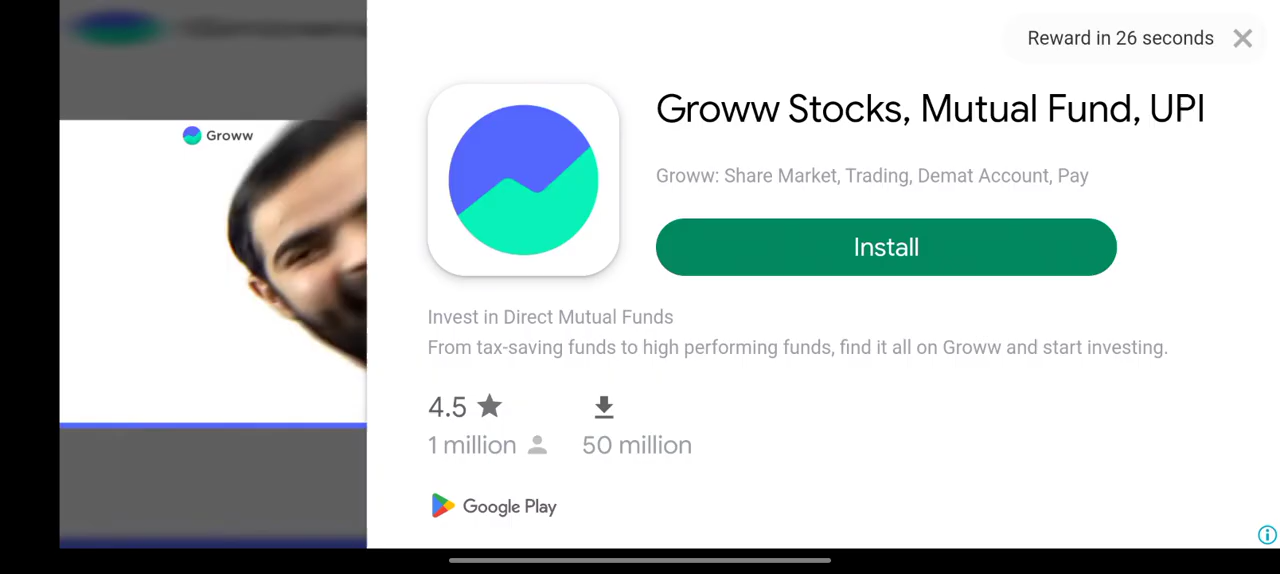 Reward in 26 seconds
Groww
Groww Stocks, Mutual Fund, UPI
Groww: Share Market, Trading, Demat Account, Pay
Install
Invest in Direct Mutual Funds
From tax-saving funds to high performing funds, find it all on Groww and start investing.
4.5
1 million
50 million
Google Play